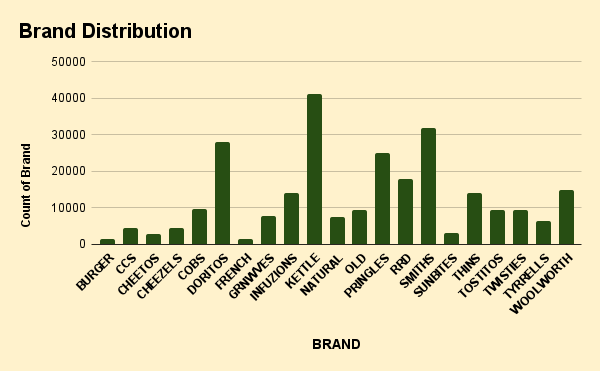 Brand Distribution
50000
40000
30000
20000
10000
0
Count of Brand
BURGER
CCS
CHEETOS
CHEEZELS
COBS
DORITOS
FRENCH
GRNWVES
INFUZIONS
KETTLE
NATURAL
OLD
PRINGLES
RRD
SMITHS
SUNBITES
THINS
TOSTITOS
TWISTIES
TYRRELLS
WOOLWORTH
BRAND